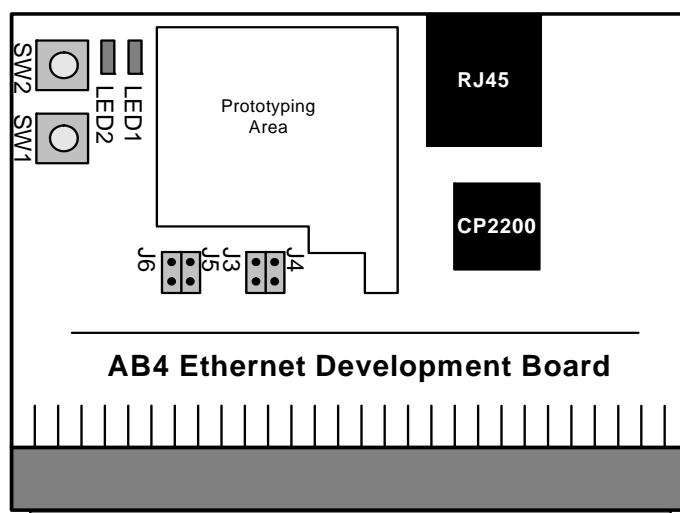 SW2
SW1
LED2
LED1
Prototyping
Area
RJ45
CP2200
J6
J5
J3
J4
AB4 Ethernet Development Board